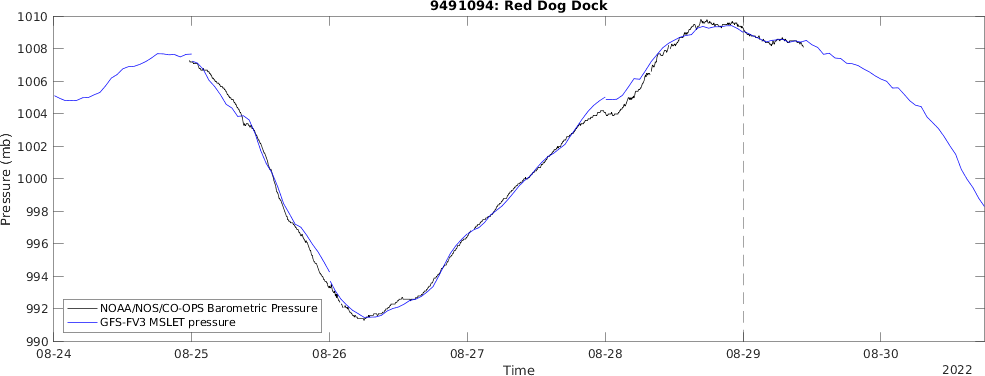 9491094: Red Dog Dock
1010
1008
1006
1004
1002
1000
998
996
994
992
990
Pressure (mb)
NOAA/NOS/CO-OPS Barometric Pressure
GFS-FV3 MSLET pressure
08-24 08-25 08-26 08-27 08-28 08-29 08-30
Time
2022